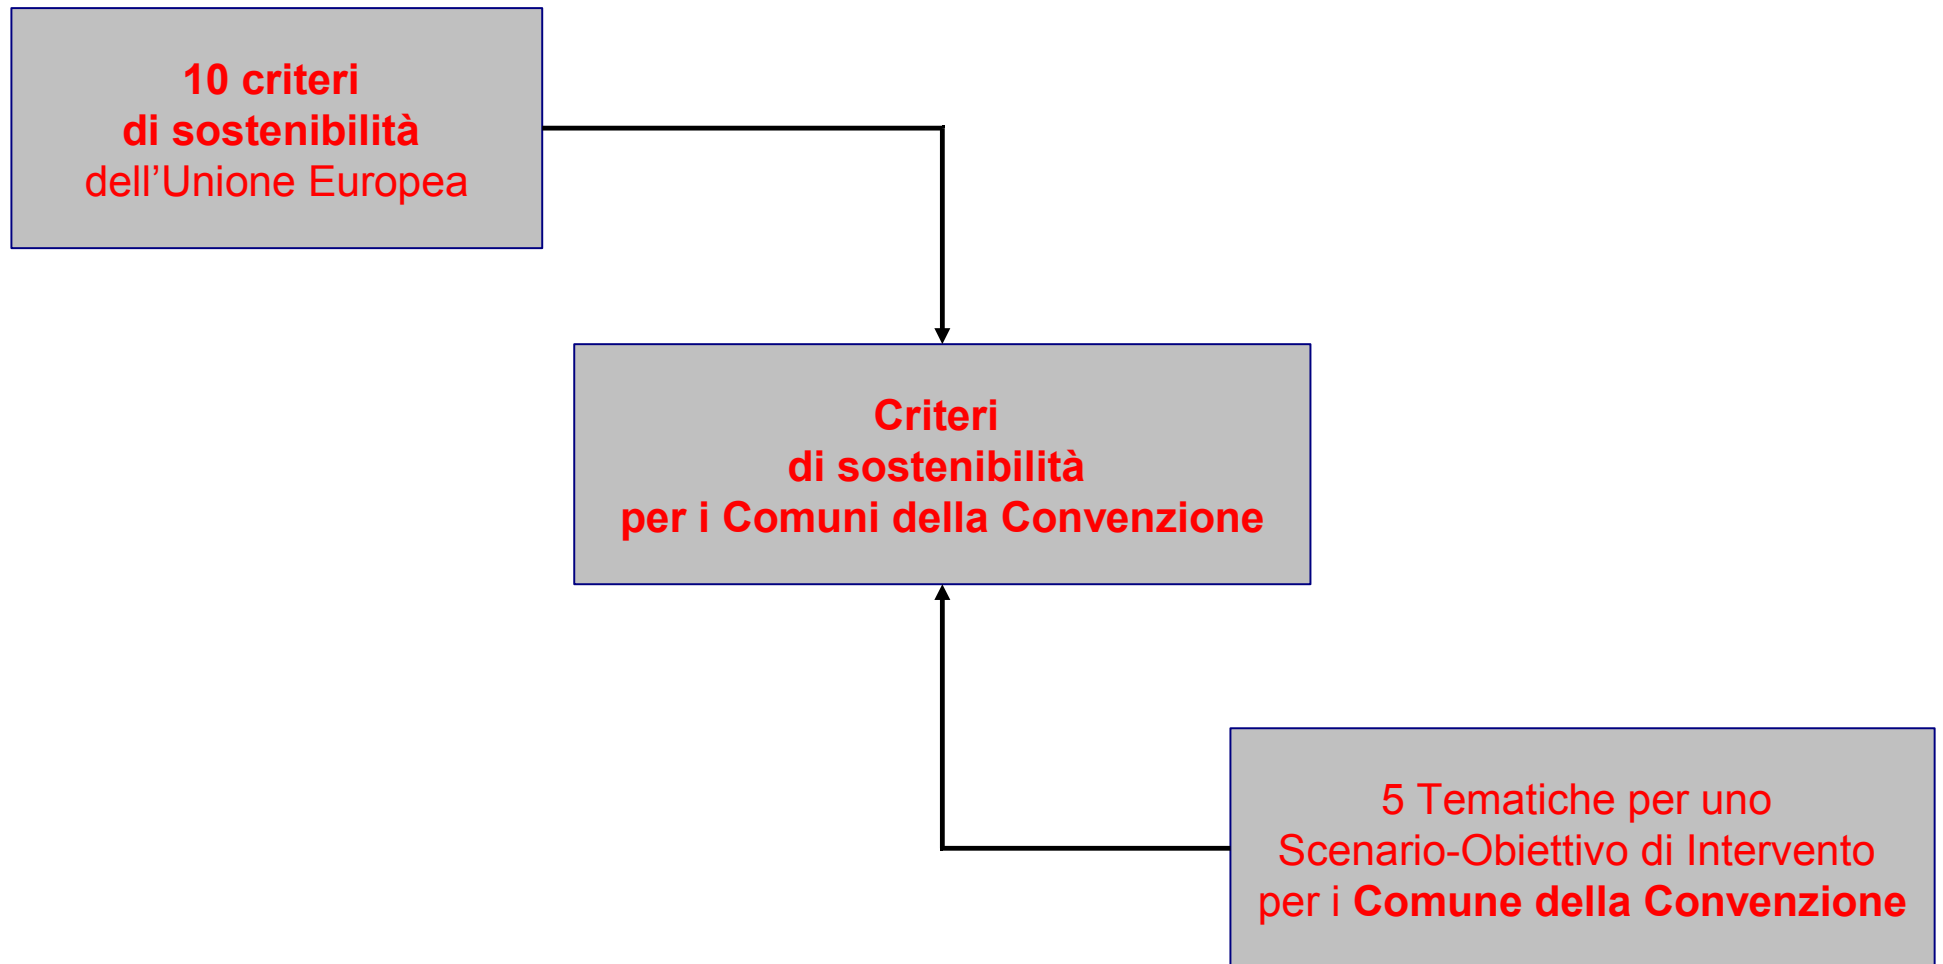 10 criteri
di sostenibilità
dell’Unione Europea
Criteri
di sostenibilità
per i Comuni della Convenzione
5 Tematiche per uno
Scenario-Obiettivo di Intervento
per i Comune della Convenzione